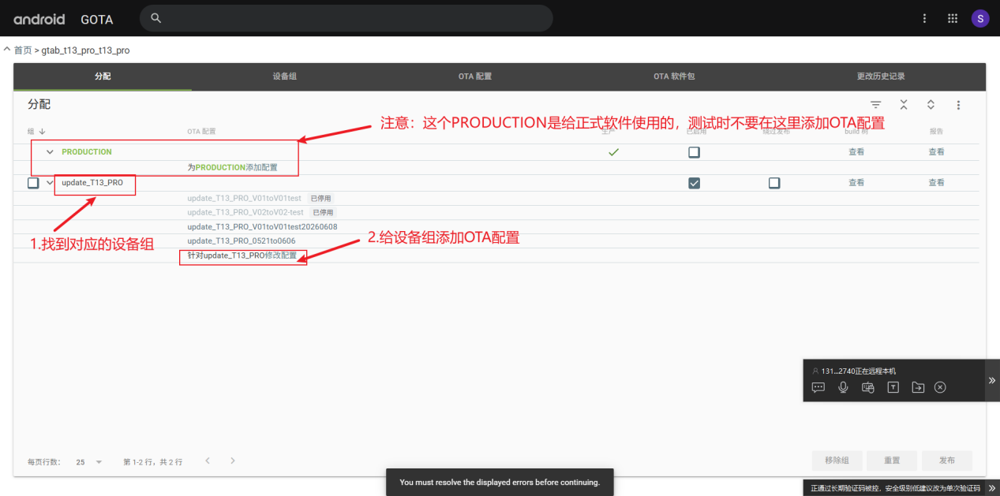 android GOTA
S
首页 > gtab_t13_pro_t13_pro
分配 设备组 OTA 配置 OTA 软件包 更改历史记录
分配
注意：这个PRODUCTION是给正式软件使用的，测试时不要在这里添加OTA配置
组 OTA 配置 生产 已启用 绕过发布 build 树 报告
PRODUCTION 查看 查看
为PRODUCTION添加配置
update_T13_PRO 查看 查看
update_T13_PRO_V01toV01test 已停用
update_T13_PRO_V02toV02-test 已停用
update_T13_PRO_V01toV01test20260608
1.找到对应的设备组
update_T13_PRO_0521to0606
2.给设备组添加OTA配置
针对update_T13_PRO修改配置
131...2740正在远程本机
每页行数： 25 第 1-2 行，共 2 行
移除组 重置 发布
You must resolve the displayed errors before continuing.
正通过长期验证码被控，安全级别低建议改为单次验证码